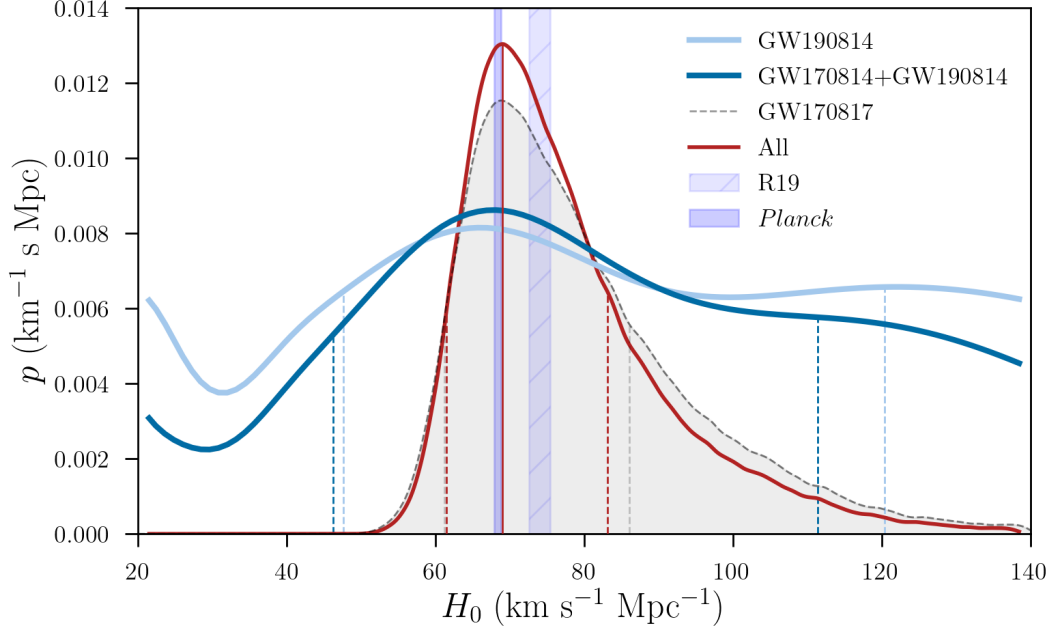 0.014
0.012
0.010
0.008
0.006
0.004
0.002
0.000
p (km⁻¹ s Mpc)
GW190814
GW170814+GW190814
GW170817
All
R19
Planck
20 40 60 80 100 120 140
H₀ (km s⁻¹ Mpc⁻¹)